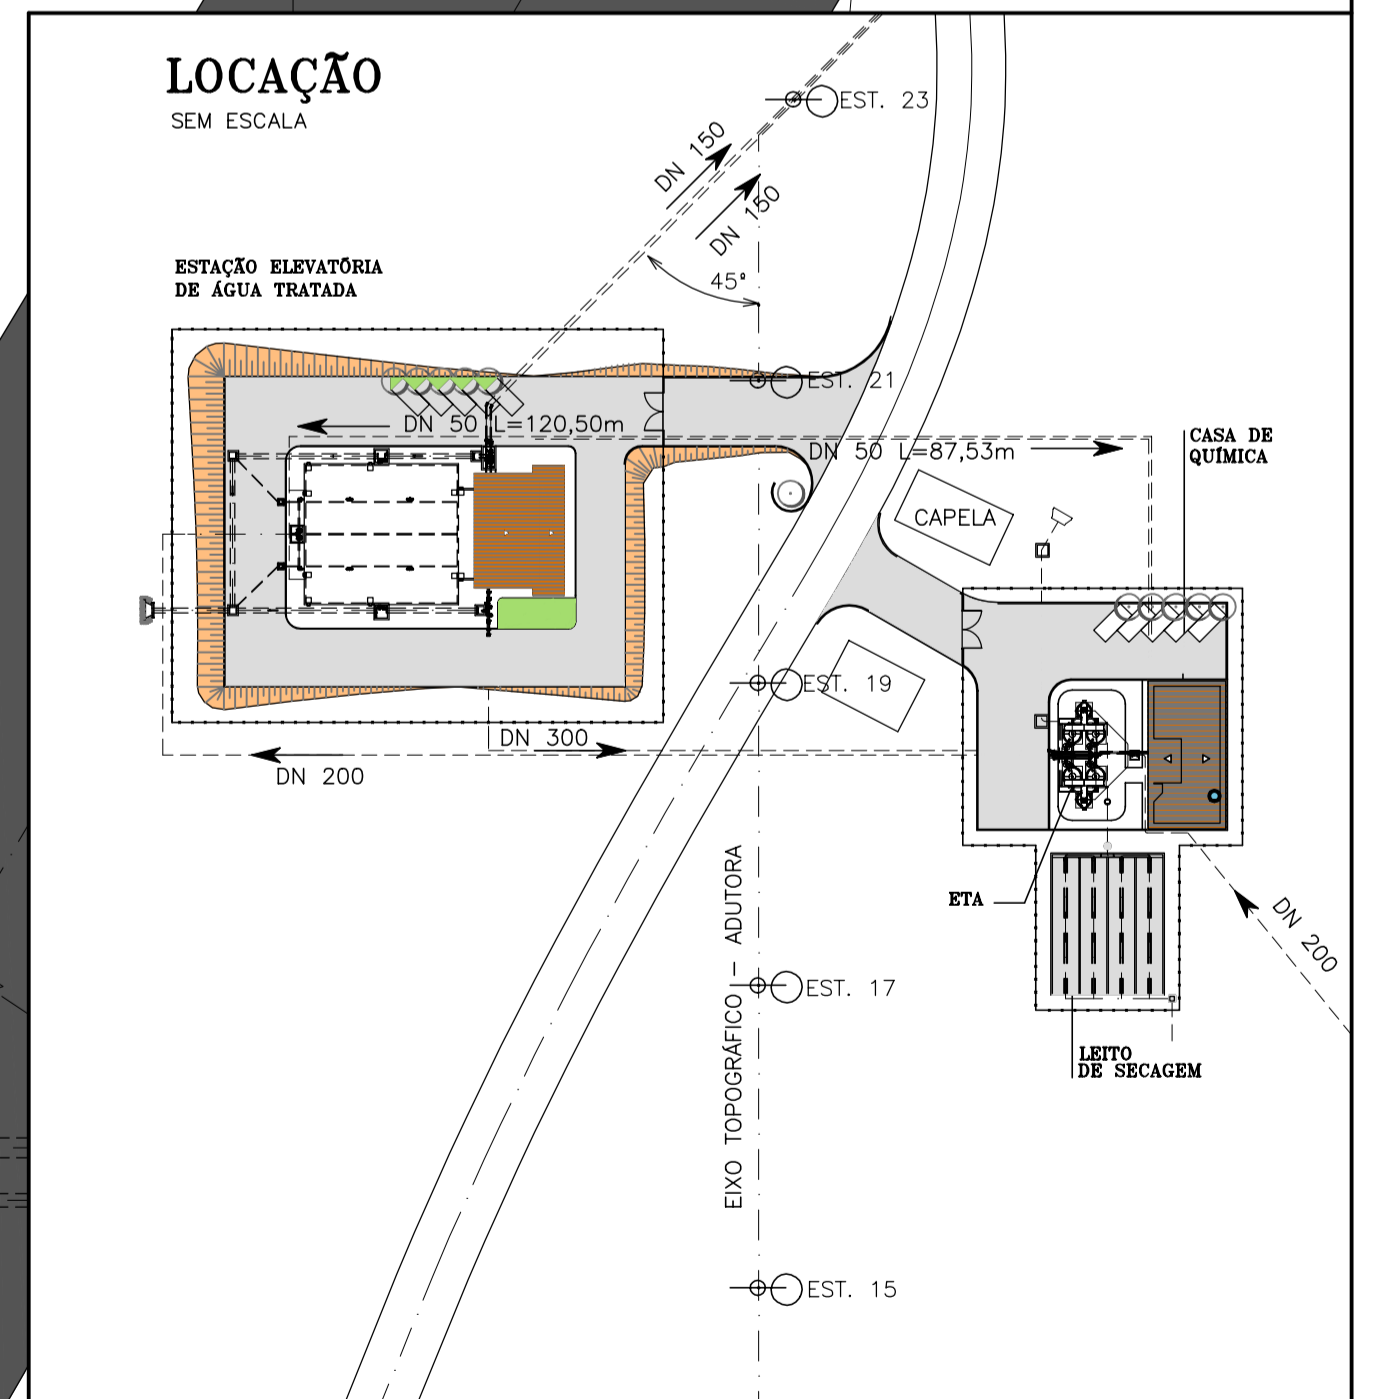 LOCAÇÃO
SEM ESCALA
EST. 23
DN 150
DN 150
45°
ESTAÇÃO ELEVATÓRIA
DE ÁGUA TRATADA
EST. 21
DN 50 L=120,50m
DN 50 L=87,53m
CASA DE
QUÍMICA
CAPELA
EST. 19
DN 300
DN 200
ETA
DN 200
EIXO TOPOGRÁFICO - ADUTORA
EST. 17
LEITO
DE SECAGEM
EST. 15